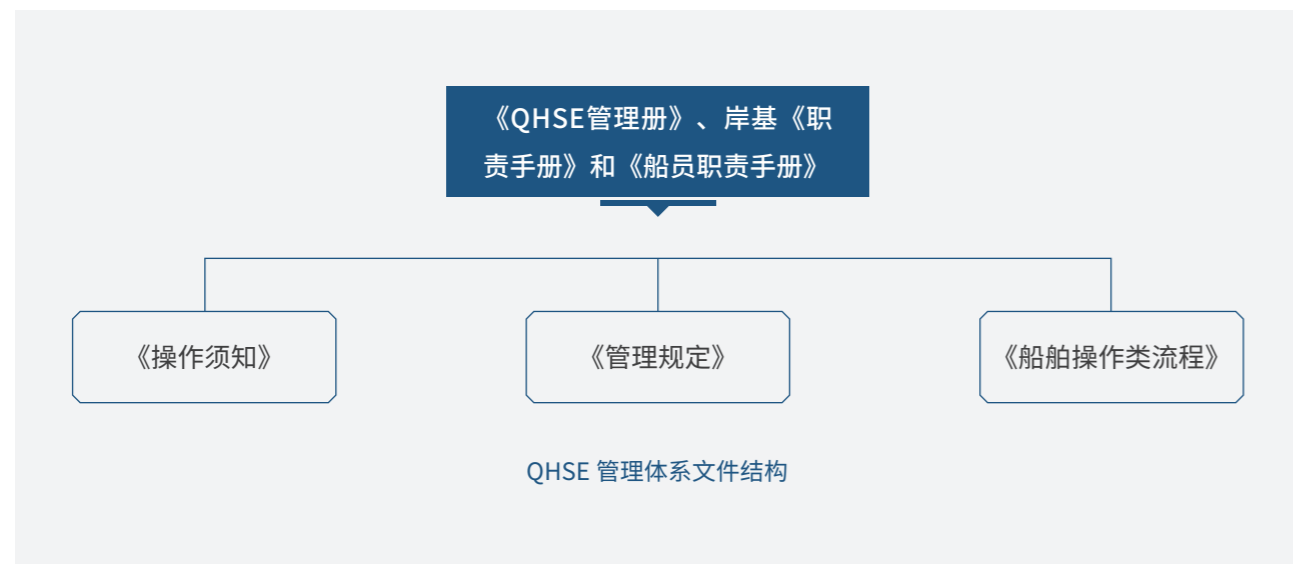 《QHSE管理册》、岸基《职
责手册》和《船员职责手册》
《操作须知》
《管理规定》
《船舶操作类流程》
QHSE 管理体系文件结构